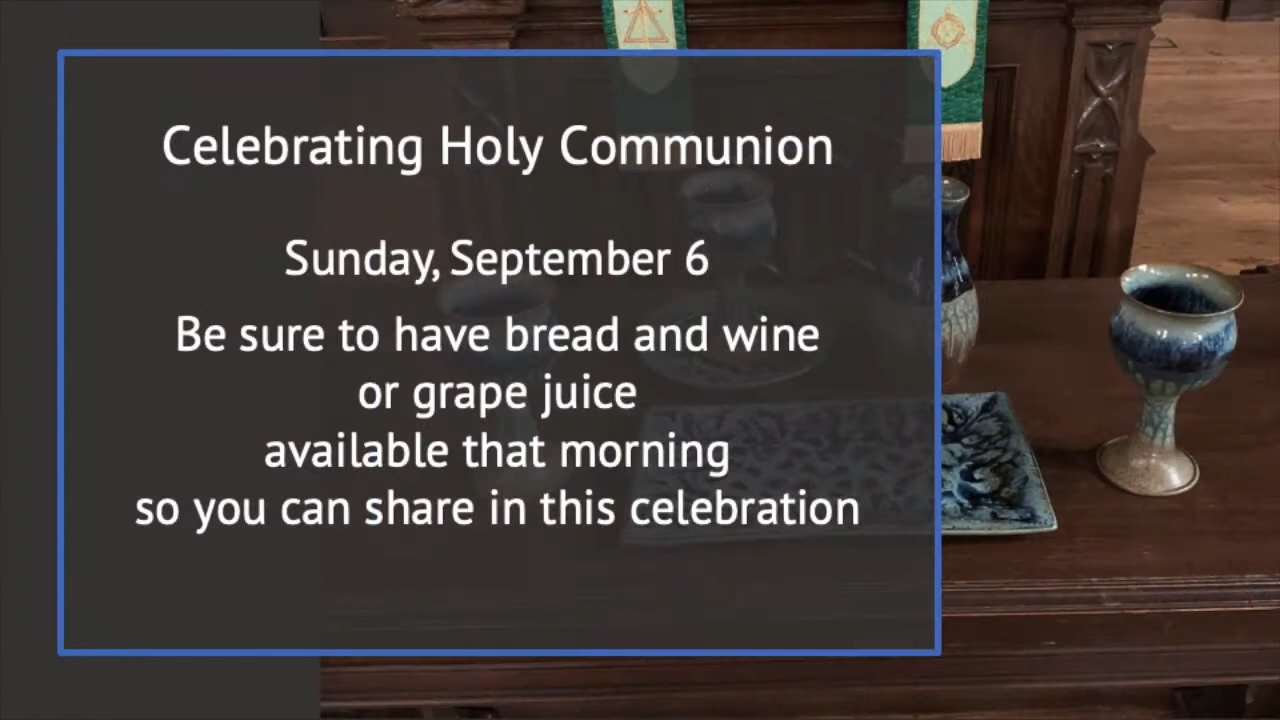 Celebrating Holy Communion
Sunday, September 6
Be sure to have bread and wine
or grape juice
available that morning
so you can share in this celebration